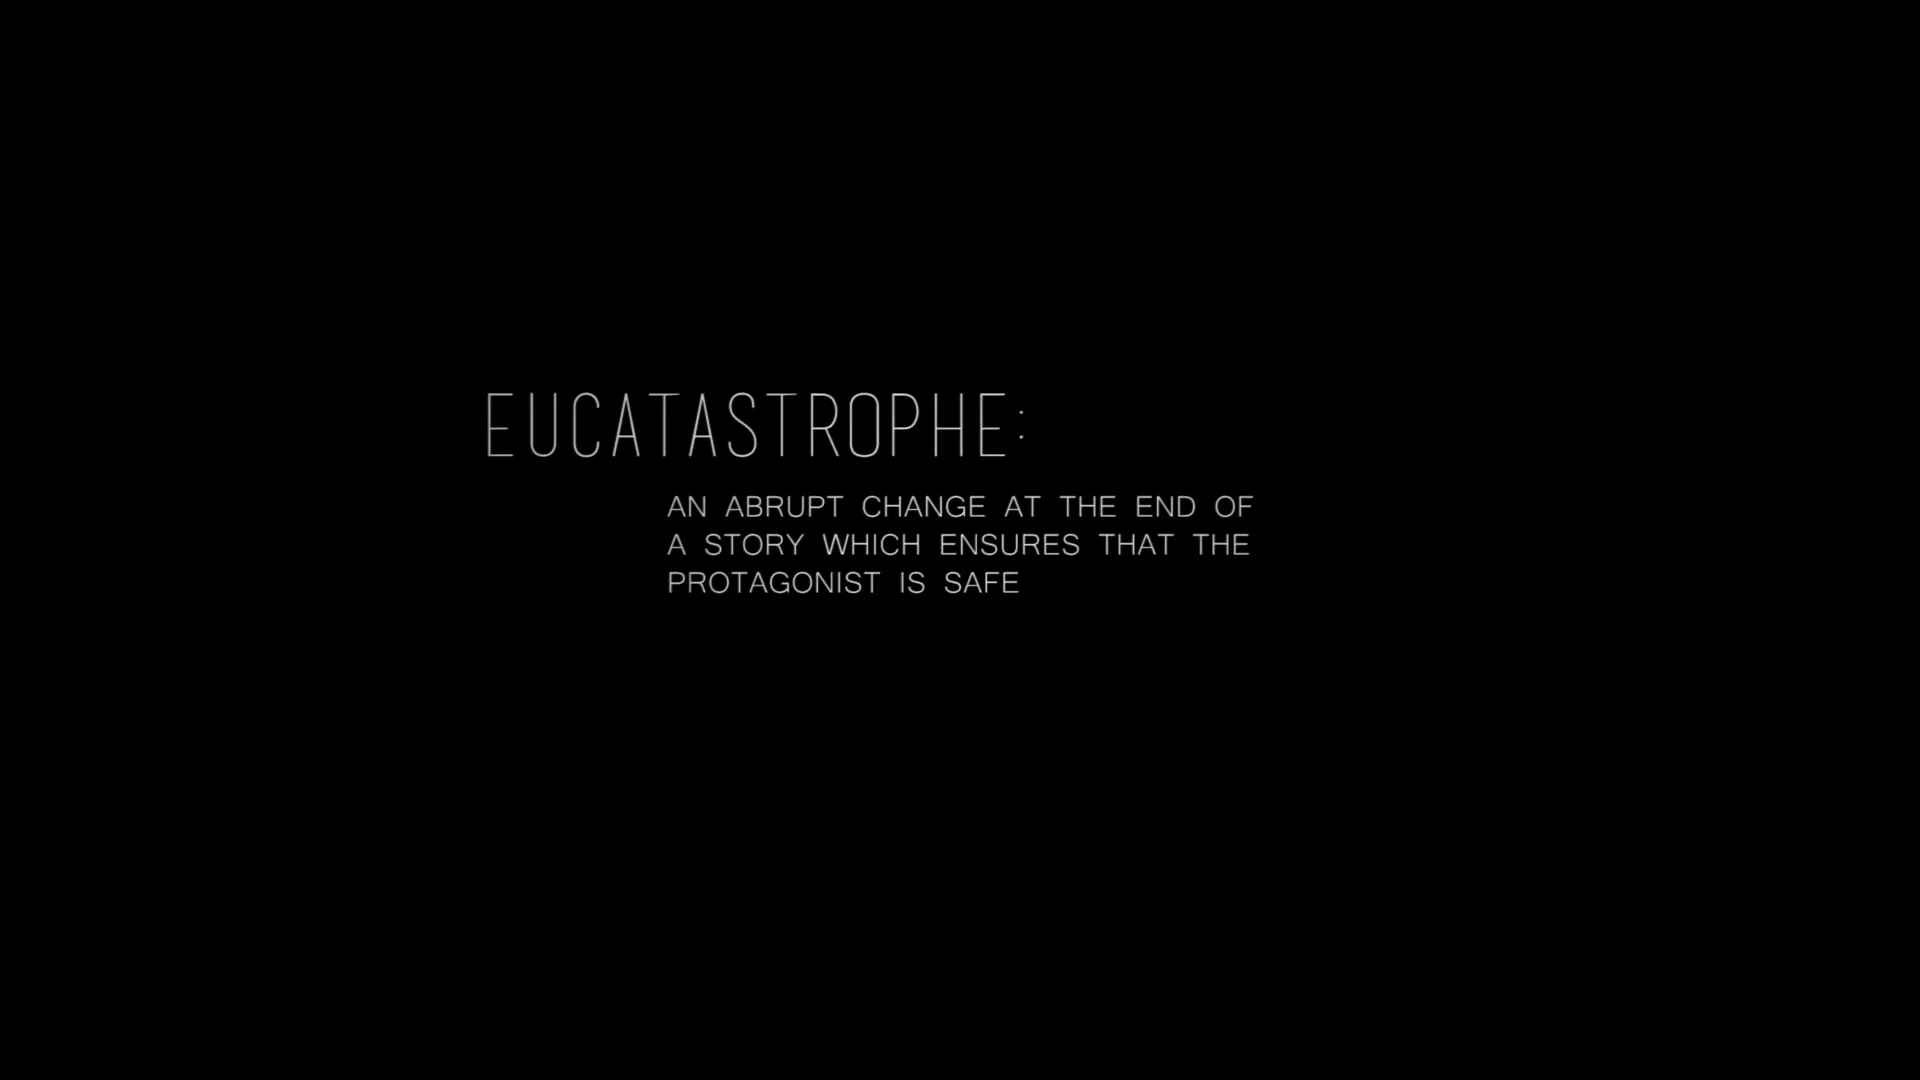 EUCATASTROPHE:
AN ABRUPT CHANGE AT THE END OF
A STORY WHICH ENSURES THAT THE
PROTAGONIST IS SAFE